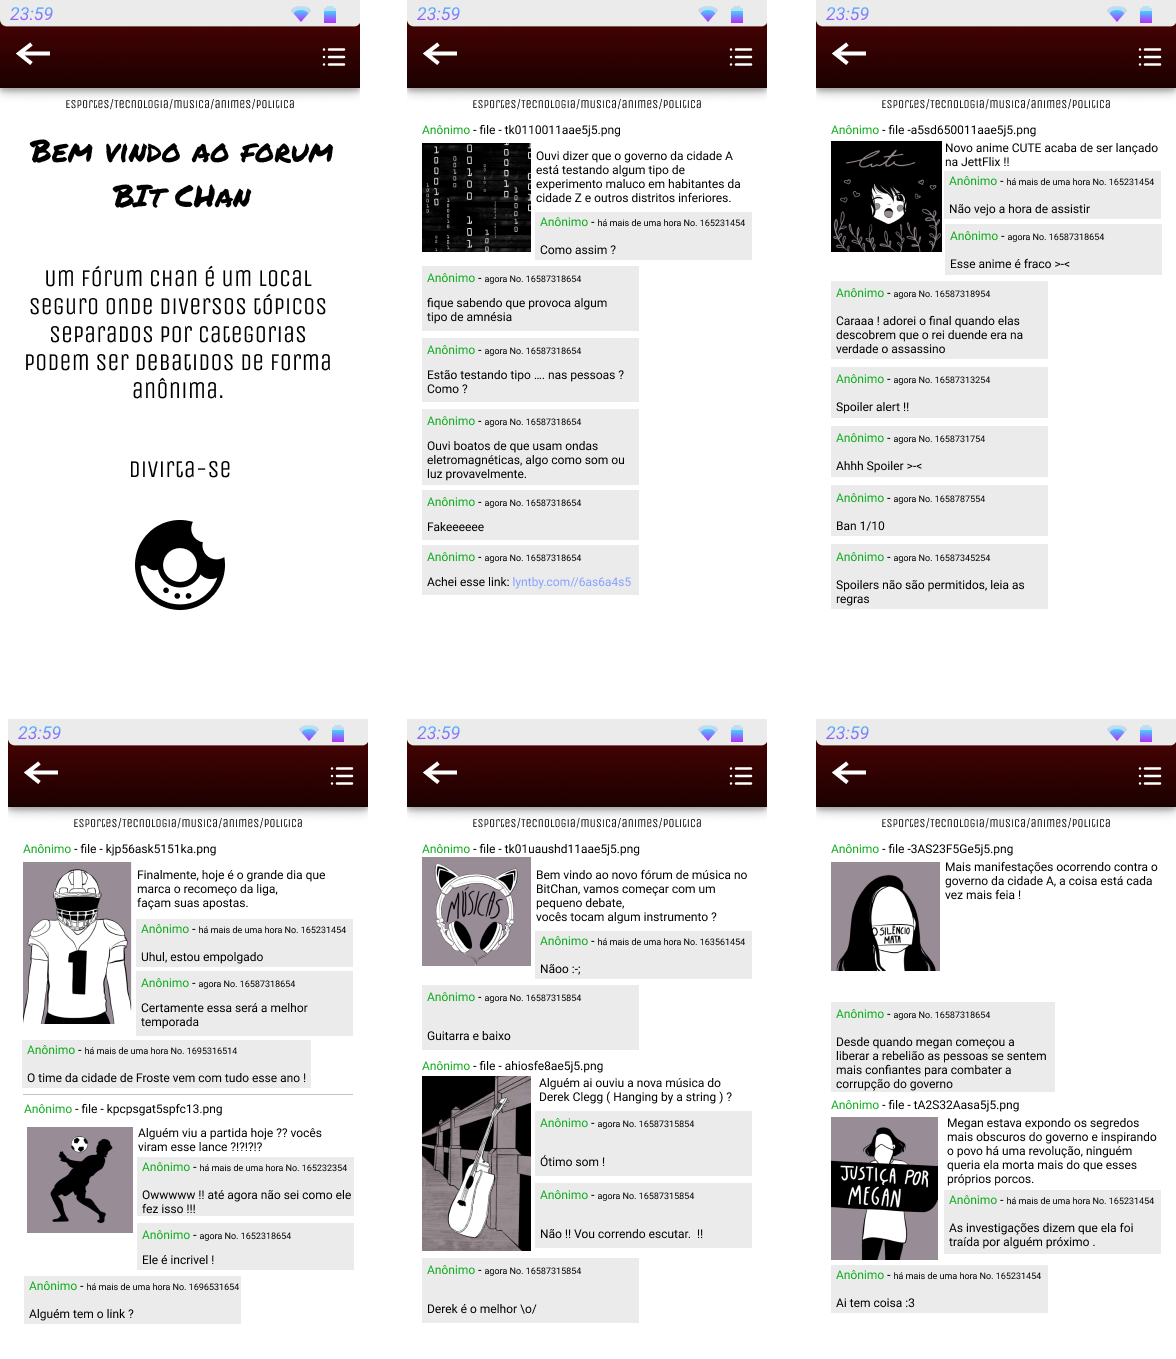 23:59
Esportes/Tecnologia/musica/animes/Politica
Bem vindo ao forum
BIt CHan
Um fórum chan é um local
seguro onde diversos tópicos
separados por categorias
podem ser debatidos de forma
anônima.
Divirta-se
23:59
Esportes/Tecnologia/musica/animes/Politica
Anônimo - file - tk0110011aae5j5.png
Ouvi dizer que o governo da cidade A
está testando algum tipo de
experimento maluco em habitantes da
cidade Z e outros distritos inferiores.
Anônimo - há mais de uma hora No. 165231454
Como assim ?
Anônimo - agora No. 16587318654
fique sabendo que provoca algum
tipo de amnésia
Anônimo - agora No. 16587318654
Estão testando tipo .... nas pessoas ?
Como ?
Anônimo - agora No. 16587318654
Ouvi boatos de que usam ondas
eletromagnéticas, algo como som ou
luz provavelmente.
Anônimo - agora No. 16587318654
Fakeeeeee
Anônimo - agora No. 16587318654
Achei esse link: lyntby.com//6as6a4s5
23:59
Esportes/Tecnologia/musica/animes/Politica
Anônimo - file -a5sd650011aae5j5.png
cute
Novo anime CUTE acaba de ser lançado
na JettFlix !!
Anônimo - há mais de uma hora No. 165231454
Não vejo a hora de assistir
Anônimo - agora No. 16587318654
Esse anime é fraco >-<
Anônimo - agora No. 16587318954
Caraaa ! adorei o final quando elas
descobrem que o rei duende era na
verdade o assassino
Anônimo - agora No. 16587313254
Spoiler alert !!
Anônimo - agora No. 1658731754
Ahhh Spoiler >-<
Anônimo - agora No. 1658787554
Ban 1/10
Anônimo - agora No. 16587345254
Spoilers não são permitidos, leia as
regras
23:59
Esportes/Tecnologia/musica/animes/Politica
Anônimo - file - kjp56ask5151ka.png
1
Finalmente, hoje é o grande dia que
marca o recomeço da liga,
façam suas apostas.
Anônimo - há mais de uma hora No. 165231454
Uhul, estou empolgado
Anônimo - agora No. 16587318654
Certamente essa será a melhor
temporada
Anônimo - há mais de uma hora No. 1695316514
O time da cidade de Froste vem com tudo esse ano !
Anônimo - file - kpcpsgat5spfc13.png
Alguém viu a partida hoje ?? vocês
viram esse lance ?!?!?!?
Anônimo - há mais de uma hora No. 165232354
Owwwww !! até agora não sei como ele
fez isso !!!
Anônimo - agora No. 1652318654
Ele é incrivel !
Anônimo - há mais de uma hora No. 1696531654
Alguém tem o link ?
23:59
Esportes/Tecnologia/musica/animes/Politica
Anônimo - file - tk01uaushd11aae5j5.png
MÚSICAS
Bem vindo ao novo fórum de música no
BitChan, vamos começar com um
pequeno debate,
vocês tocam algum instrumento ?
Anônimo - há mais de uma hora No. 163561454
Nãoo :-;
Anônimo - agora No. 16587315854
Guitarra e baixo
Anônimo - file - ahiosfe8ae5j5.png
Alguém ai ouviu a nova música do
Derek Clegg ( Hanging by a string ) ?
Anônimo - agora No. 16587315854
Ótimo som !
Anônimo - agora No. 16587315854
Não !! Vou correndo escutar. !!
Anônimo - agora No. 16587315854
Derek é o melhor \o/
23:59
Esportes/Tecnologia/musica/animes/Politica
Anônimo - file -3AS23F5Ge5j5.png
O SILÊNCIO
MATA
Mais manifestações ocorrendo contra o
governo da cidade A, a coisa está cada
vez mais feia !
Anônimo - agora No. 16587318654
Desde quando megan começou a
liberar a rebelião as pessoas se sentem
mais confiantes para combater a
corrupção do governo
Anônimo - file - tA2S32Aasa5j5.png
JUSTIÇA POR
MEGAN
Megan estava expondo os segredos
mais obscuros do governo e inspirando
o povo há uma revolução, ninguém
queria ela morta mais do que esses
próprios porcos.
Anônimo - há mais de uma hora No. 165231454
As investigações dizem que ela foi
traída por alguém próximo .
Anônimo - há mais de uma hora No. 165231454
Ai tem coisa :3